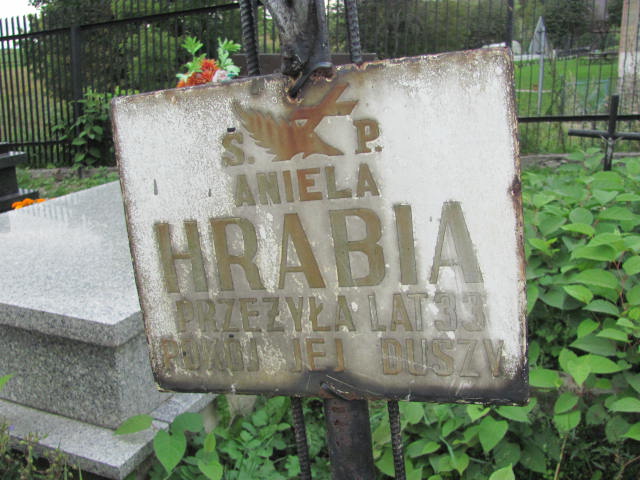 Ś. P.
ANIELA
HRABIA
PRZEŻYŁA LAT 33
POKÓJ JEJ DUSZY